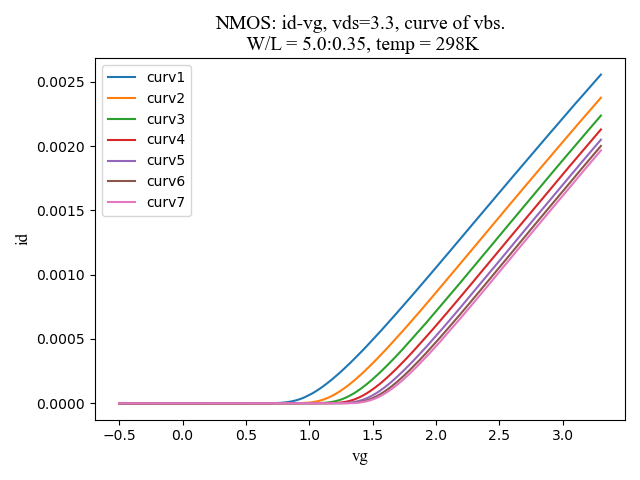 NMOS: id-vg, vds=3.3, curve of vbs.
W/L = 5.0:0.35, temp = 298K
curv1
curv2
curv3
curv4
curv5
curv6
curv7
0.0025
0.0020
0.0015
0.0010
0.0005
0.0000
id
−0.5 0.0 0.5 1.0 1.5 2.0 2.5 3.0
vg